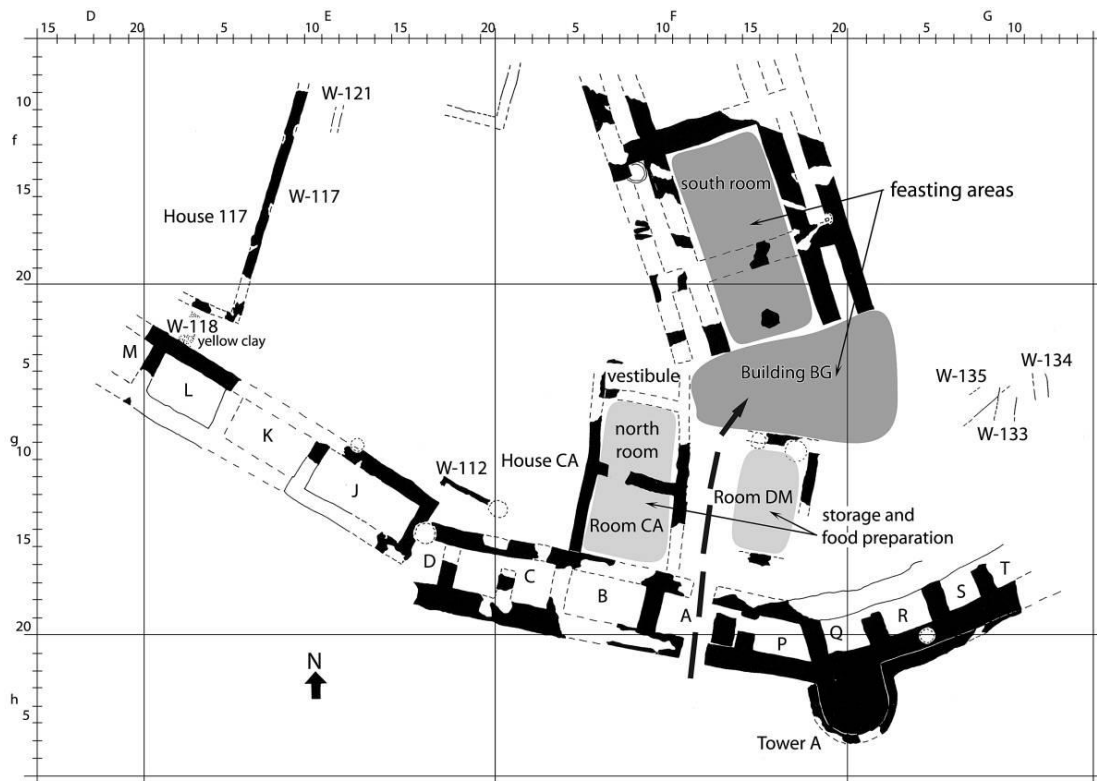 D E F G
15 20 5 10 15 20 5 10 15 20 5 10
10
f
15
20
5
g
10
15
20
h
5
W-121
W-117
House 117
south room
feasting areas
W-118
yellow clay
M
L
K
J
vestibule
Building BG
W-134
W-135
W-133
north
room
House CA
W-112
Room CA
Room DM
storage and
food preparation
D
C
B
A
P
Q
R
S
T
N
Tower A